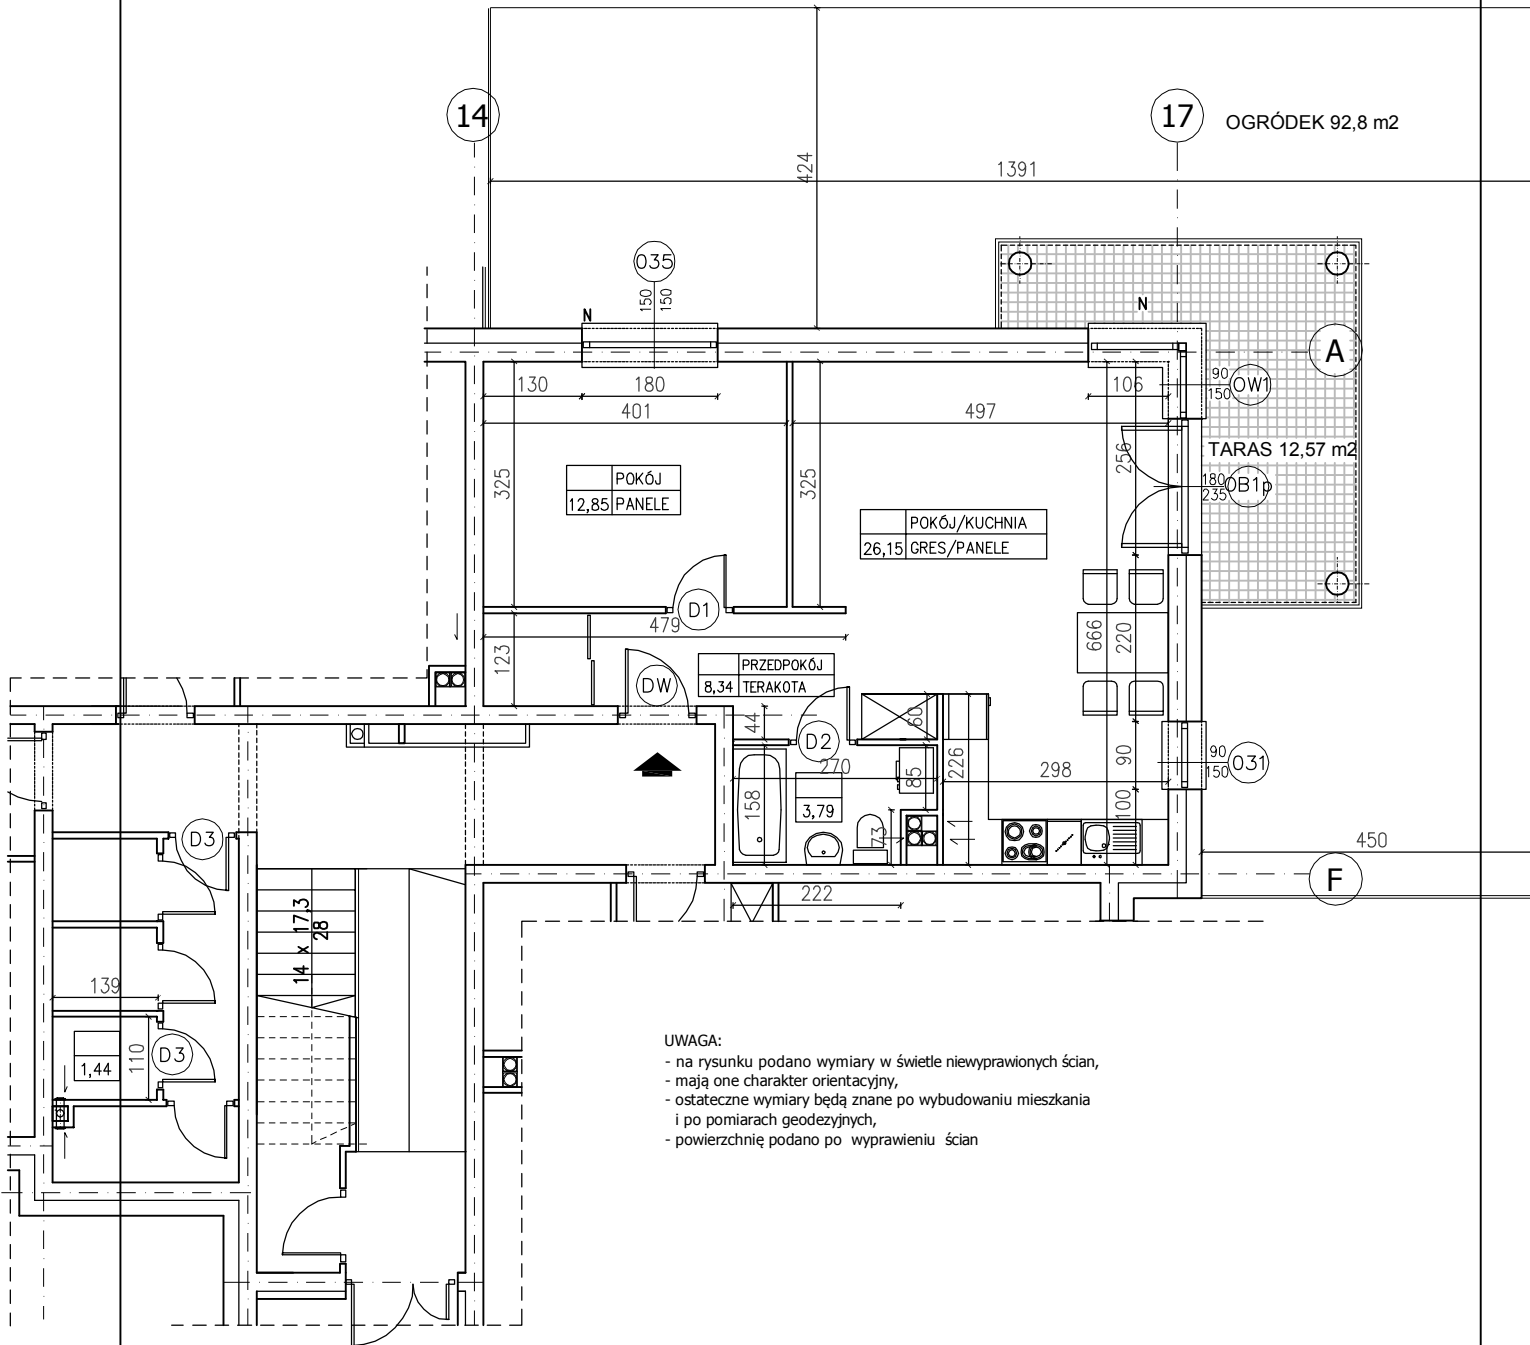 14
17
OGRÓDEK 92,8 m2
424
1391
035
150
150
N
N
A
130
180
106
90
150
OW1
401
497
256
TARAS 12,57 m2
180
235
OB1p
325
325
POKÓJ
12,85 PANELE
POKÓJ/KUCHNIA
26,15 GRES/PANELE
D1
479
666
220
123
PRZEDPOKÓJ
8,34 TERAKOTA
DW
44
60
D2
270
85
226
298
90
90
150
031
158
3,79
100
73
D3
450
F
222
14 x 17,3
28
139
1,44
110
D3
UWAGA:
- na rysunku podano wymiary w świetle niewyprawionych ścian,
- mają one charakter orientacyjny,
- ostateczne wymiary będą znane po wybudowaniu mieszkania
i po pomiarach geodezyjnych,
- powierzchnię podano po wyprawieniu ścian